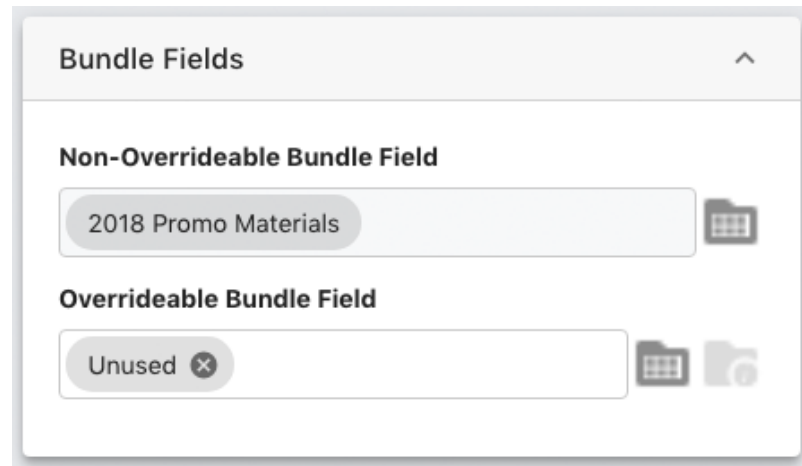 Bundle Fields
Non-Overrideable Bundle Field
2018 Promo Materials
Overrideable Bundle Field
Unused